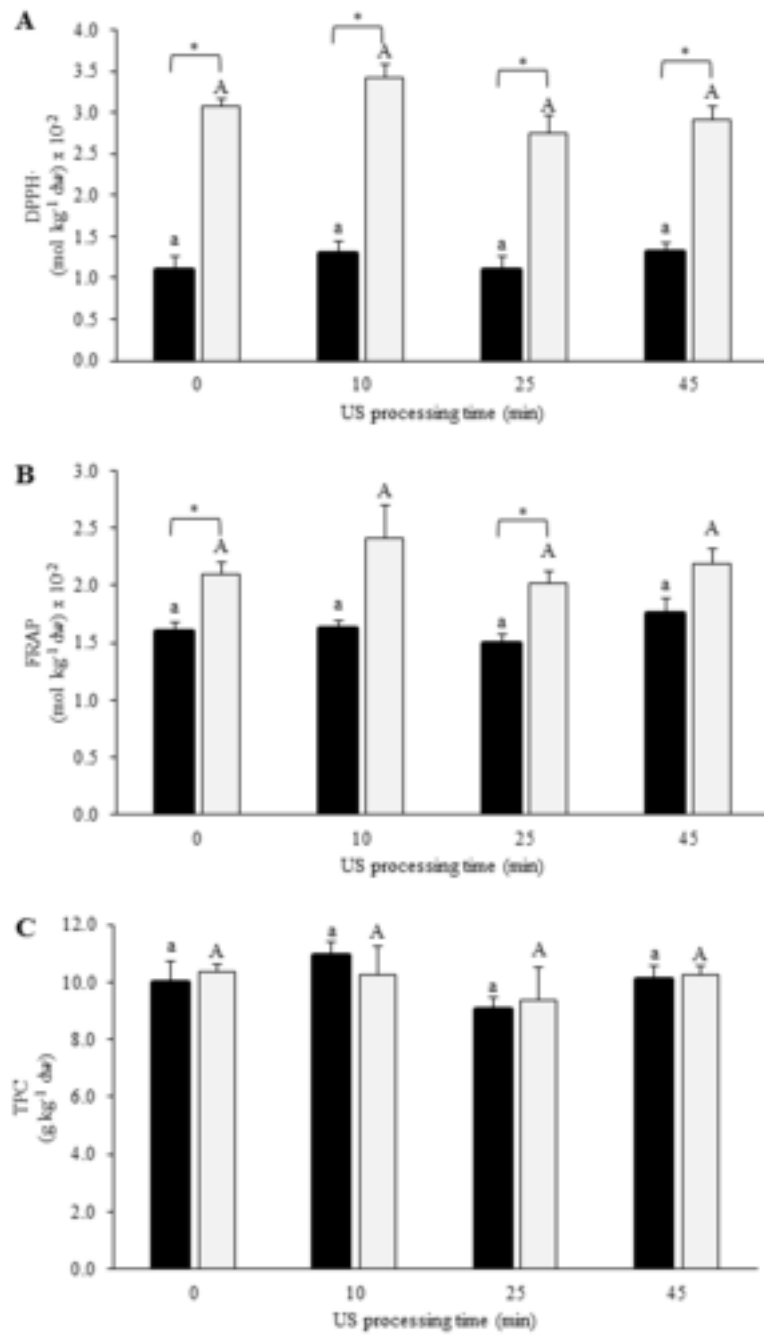 A
DPPH·
(mol kg⁻¹ dw) x 10⁻²
4.0
3.5
3.0
2.5
2.0
1.5
1.0
0.5
0.0
* * * *
A A A A
a a a a
0 10 25 45
US processing time (min)
B
FRAP
(mol kg⁻¹ dw) x 10⁻²
3.0
2.5
2.0
1.5
1.0
0.5
0.0
* *
A A A A
a a a a
0 10 25 45
US processing time (min)
C
TPC
(g kg⁻¹ dw)
12.0
10.0
8.0
6.0
4.0
2.0
0.0
a A a A a A a A
0 10 25 45
US processing time (min)